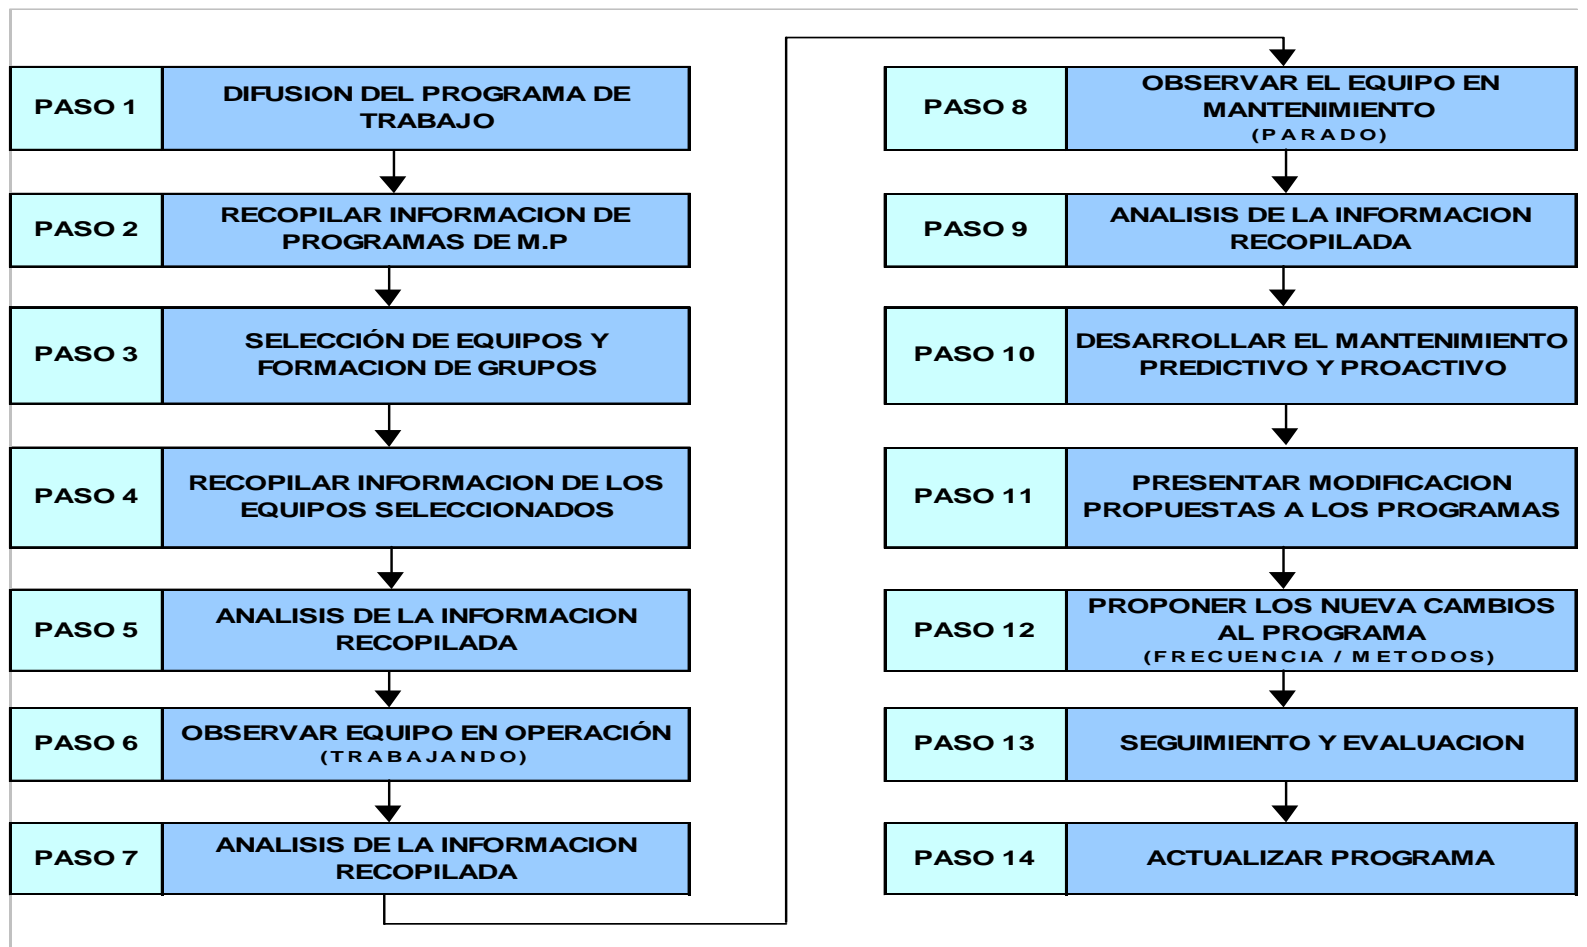 PASO 1
DIFUSION DEL PROGRAMA DE
TRABAJO
PASO 2
RECOPILAR INFORMACION DE
PROGRAMAS DE M.P
PASO 3
SELECCIÓN DE EQUIPOS Y
FORMACION DE GRUPOS
PASO 4
RECOPILAR INFORMACION DE LOS
EQUIPOS SELECCIONADOS
PASO 5
ANALISIS DE LA INFORMACION
RECOPILADA
PASO 6
OBSERVAR EQUIPO EN OPERACIÓN
(TRABAJANDO)
PASO 7
ANALISIS DE LA INFORMACION
RECOPILADA
PASO 8
OBSERVAR EL EQUIPO EN
MANTENIMIENTO
(PARADO)
PASO 9
ANALISIS DE LA INFORMACION
RECOPILADA
PASO 10
DESARROLLAR EL MANTENIMIENTO
PREDICTIVO Y PROACTIVO
PASO 11
PRESENTAR MODIFICACION
PROPUESTAS A LOS PROGRAMAS
PASO 12
PROPONER LOS NUEVA CAMBIOS
AL PROGRAMA
(FRECUENCIA / METODOS)
PASO 13
SEGUIMIENTO Y EVALUACION
PASO 14
ACTUALIZAR PROGRAMA